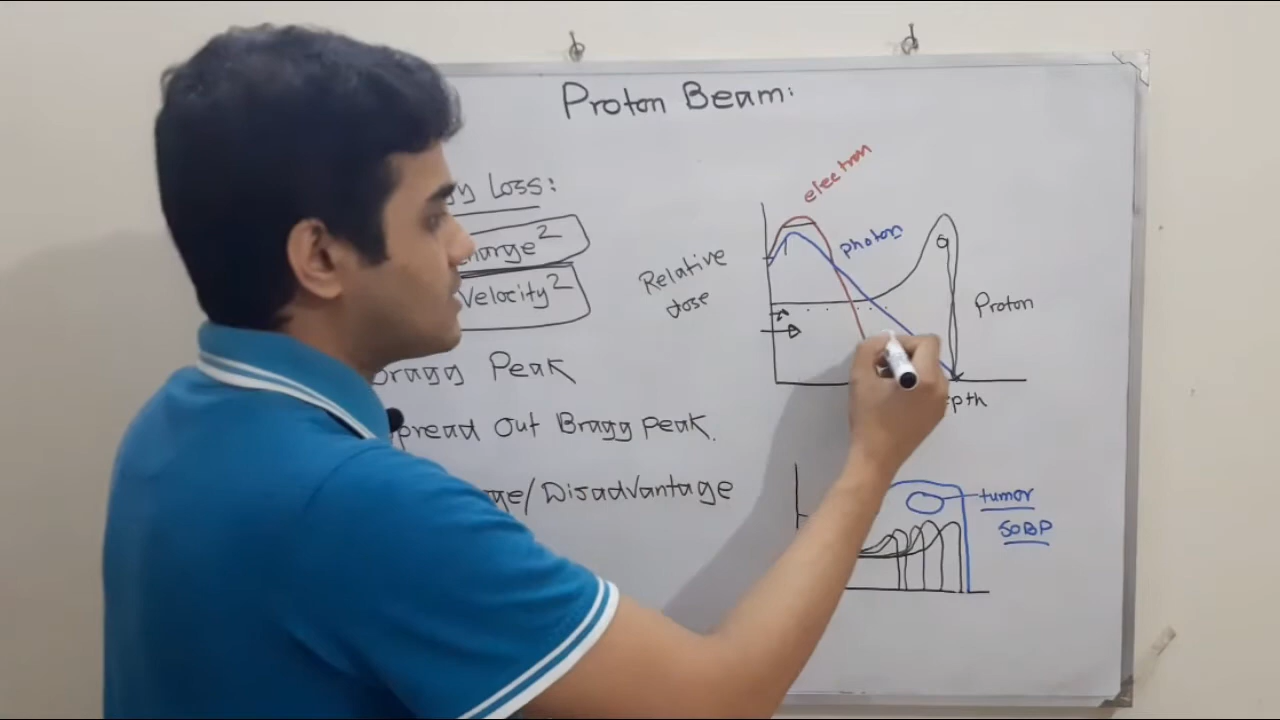 Proton Beam:
Loss:
Charge²
Velocity²
Bragg Peak
Spread Out Bragg peak.
/Disadvantage
electron
photon
Relative
dose
Proton
tumor
SOBP